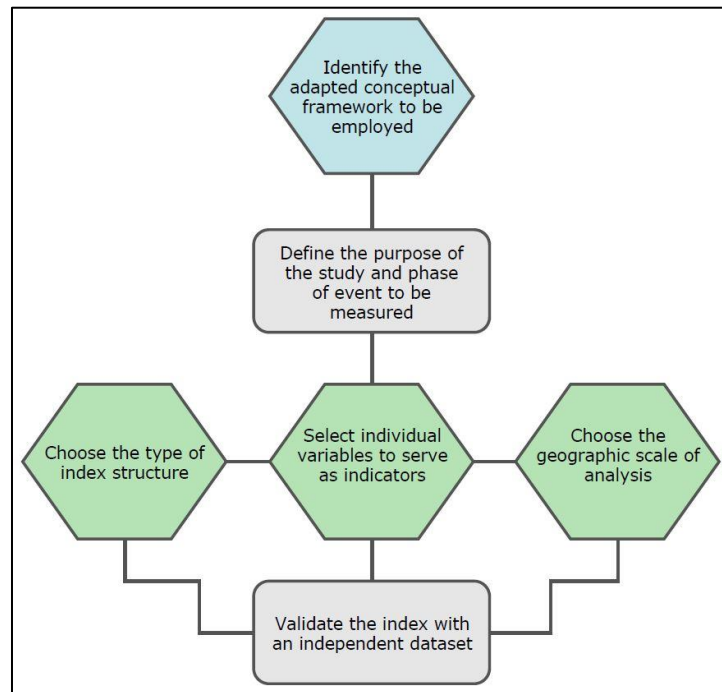 Identify the
adapted conceptual
framework to be
employed
Define the purpose of
the study and phase
of event to be
measured
Choose the type of
index structure
Select individual
variables to serve
as indicators
Choose the
geographic scale of
analysis
Validate the index with
an independent dataset